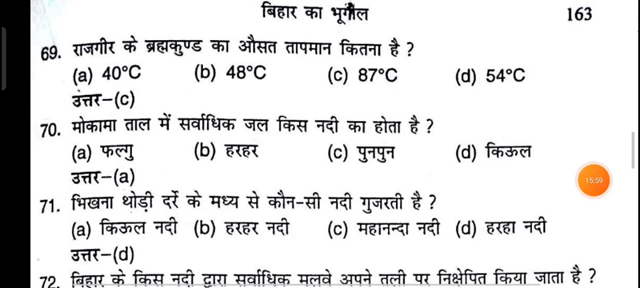 बिहार का भूगोल 163
69. राजगीर के ब्रह्मकुण्ड का औसत तापमान कितना है ?
(a) 40°C (b) 48°C (c) 87°C (d) 54°C
उत्तर–(c)
70. मोकामा ताल में सर्वाधिक जल किस नदी का होता है ?
(a) फल्गु (b) हरहर (c) पुनपुन (d) किऊल
उत्तर–(a)
15:59
71. भिखना थोड़ी दर्रे के मध्य से कौन-सी नदी गुजरती है ?
(a) किऊल नदी (b) हरहर नदी (c) महानन्दा नदी (d) हरहा नदी
उत्तर–(d)
72. बिहार के किस नदी द्वारा सर्वाधिक मलवे अपने तली पर निक्षेपित किया जाता है ?